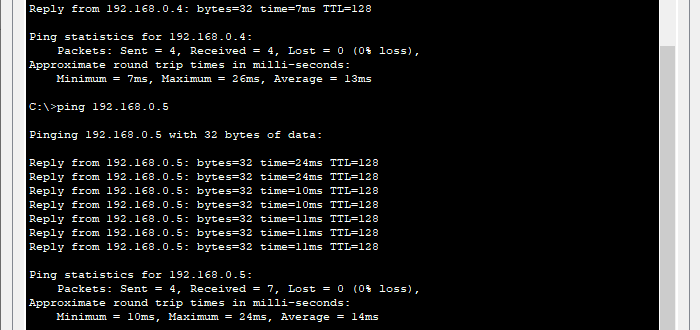 Reply from 192.168.0.4: bytes=32 time=7ms TTL=128
Ping statistics for 192.168.0.4:
Packets: Sent = 4, Received = 4, Lost = 0 (0% loss),
Approximate round trip times in milli-seconds:
Minimum = 7ms, Maximum = 26ms, Average = 13ms
C:\>ping 192.168.0.5
Pinging 192.168.0.5 with 32 bytes of data:
Reply from 192.168.0.5: bytes=32 time=24ms TTL=128
Reply from 192.168.0.5: bytes=32 time=24ms TTL=128
Reply from 192.168.0.5: bytes=32 time=10ms TTL=128
Reply from 192.168.0.5: bytes=32 time=10ms TTL=128
Reply from 192.168.0.5: bytes=32 time=11ms TTL=128
Reply from 192.168.0.5: bytes=32 time=11ms TTL=128
Reply from 192.168.0.5: bytes=32 time=11ms TTL=128
Ping statistics for 192.168.0.5:
Packets: Sent = 4, Received = 7, Lost = 0 (0% loss),
Approximate round trip times in milli-seconds:
Minimum = 10ms, Maximum = 24ms, Average = 14ms